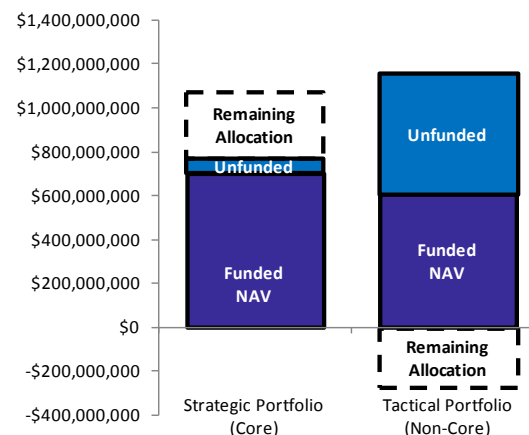 $1,400,000,000
$1,200,000,000
$1,000,000,000
$800,000,000
$600,000,000
$400,000,000
$200,000,000
$0
-$200,000,000
-$400,000,000
Remaining
Allocation
Unfunded
Funded
NAV
Unfunded
Funded
NAV
Remaining
Allocation
Strategic Portfolio
(Core)
Tactical Portfolio
(Non-Core)